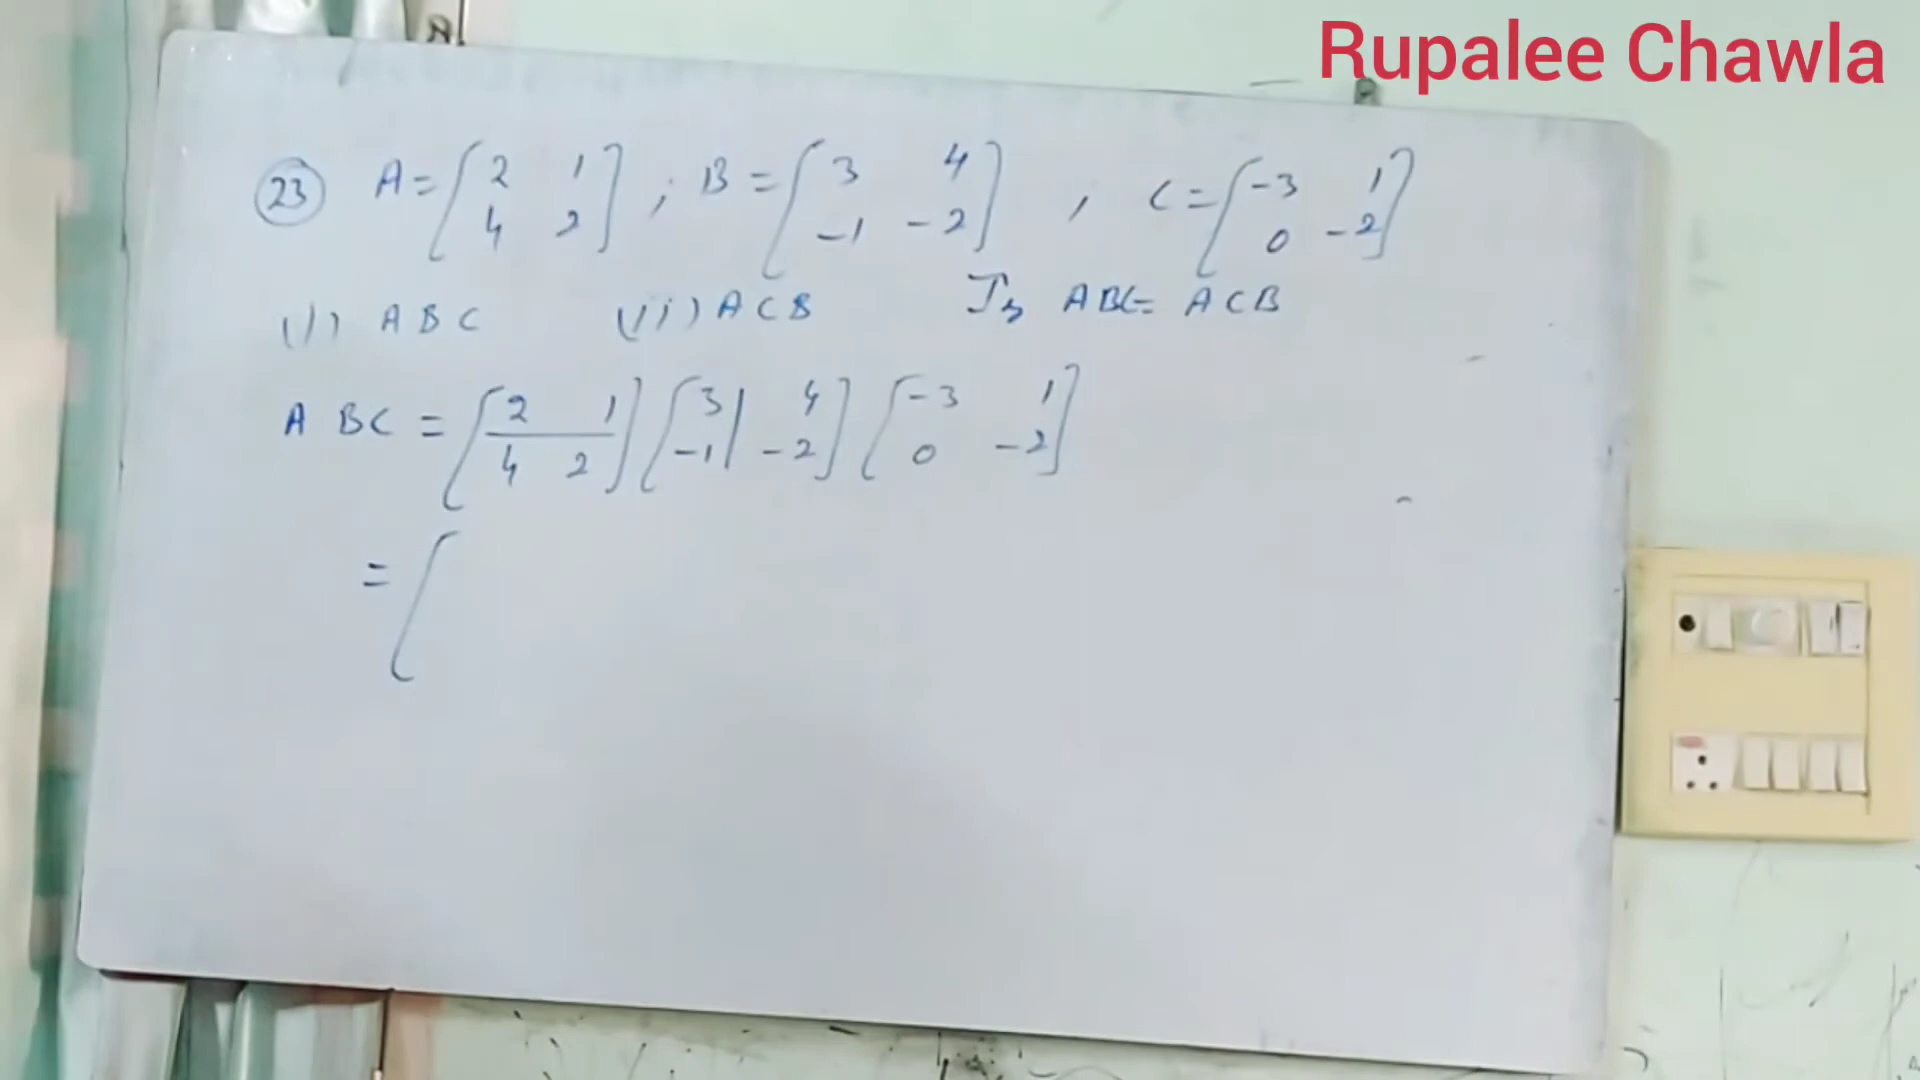 Rupalee Chawla
(23) A = [2 1; 4 2] ; B = [3 4; -1 -2] , C = [-3 1; 0 -2]
(i) ABC (ii) ACB Is ABC = ACB
ABC = [2 1; 4 2] [3 4; -1 -2] [-3 1; 0 -2]
= [